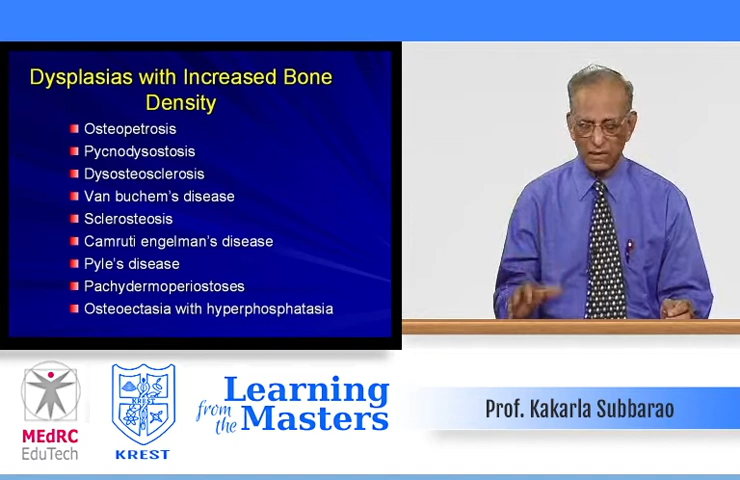 Dysplasias with Increased Bone
Density
Osteopetrosis
Pycnodysostosis
Dysosteosclerosis
Van buchem's disease
Sclerosteosis
Camruti engelman's disease
Pyle's disease
Pachydermoperiostoses
Osteoectasia with hyperphosphatasia
MEdRC
EduTech
KREST
KREST
Learning
from the
Masters
Prof. Kakarla Subbarao